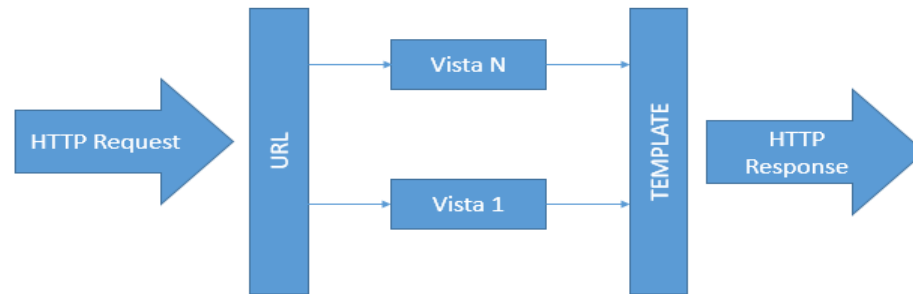 HTTP Request
URL
Vista N
Vista 1
TEMPLATE
HTTP
Response